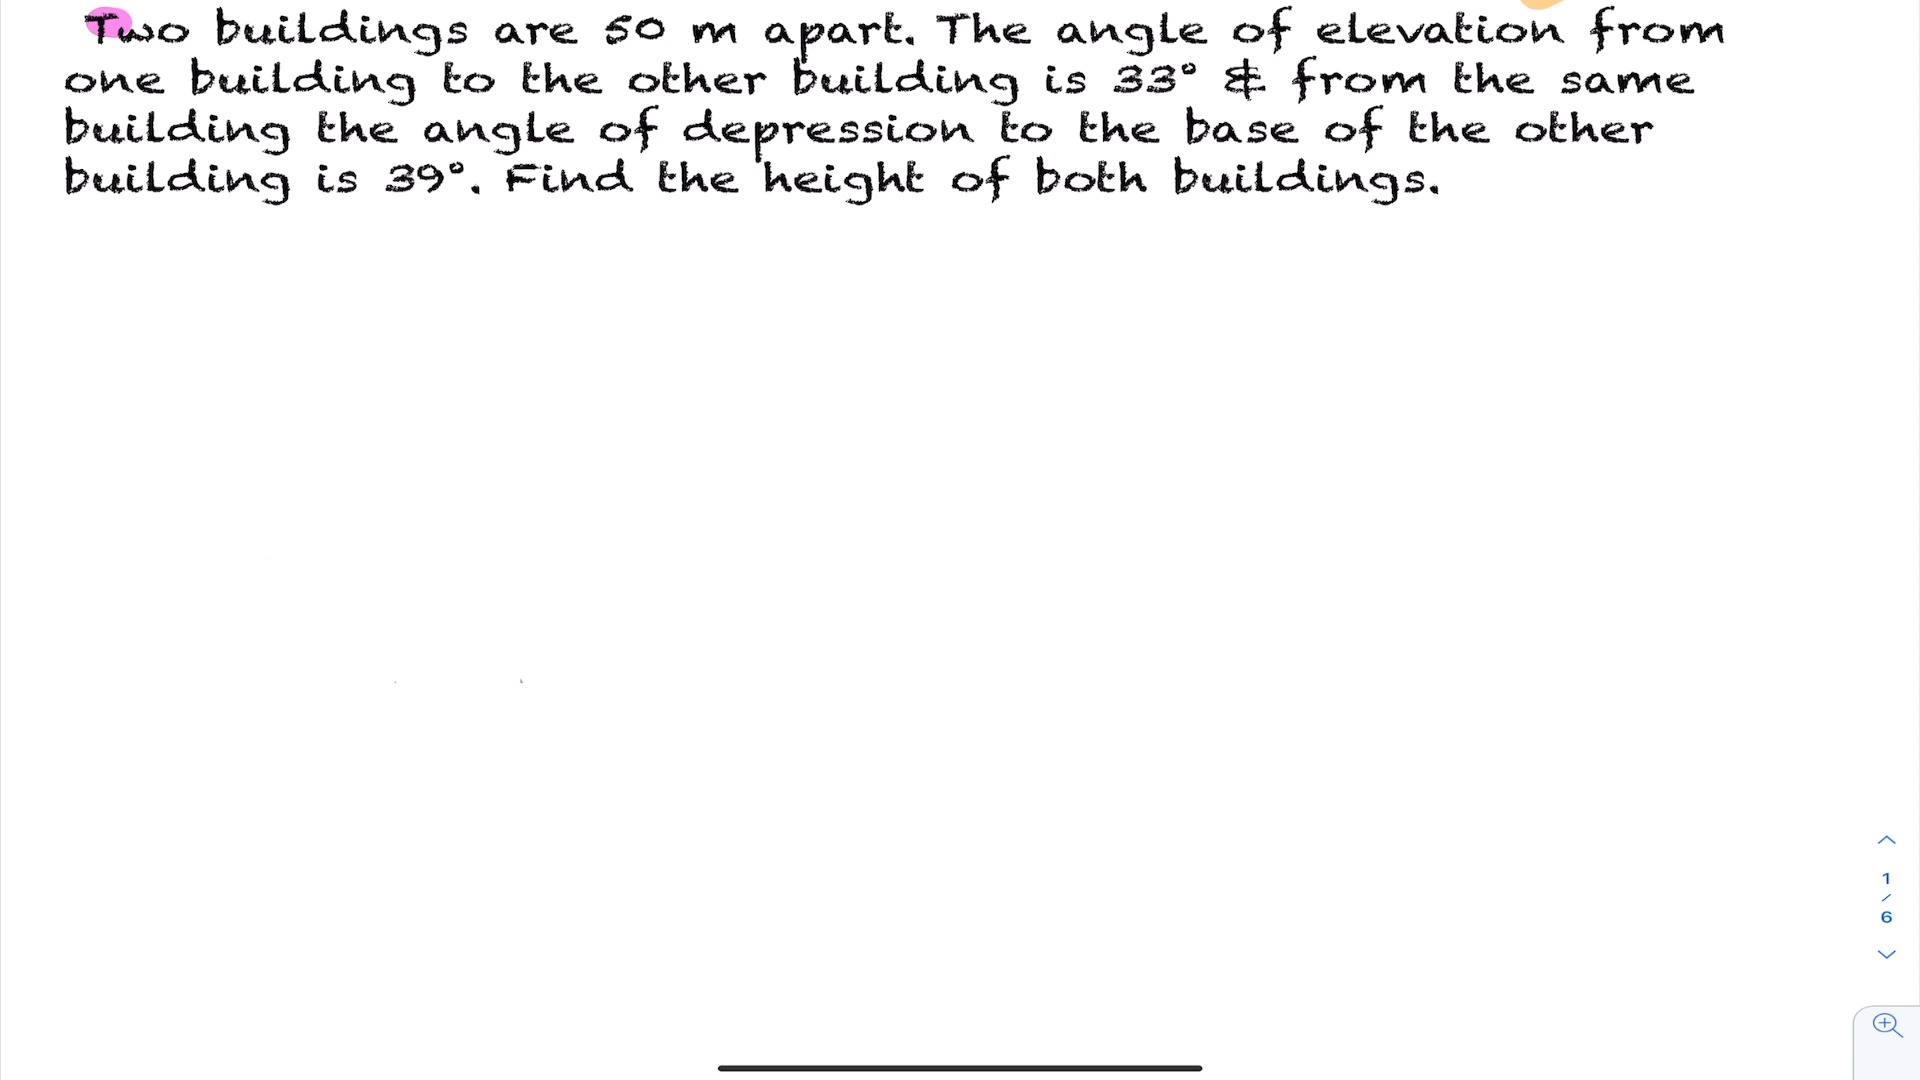 Two buildings are 50 m apart. The angle of elevation from
one building to the other building is 33° & from the same
building the angle of depression to the base of the other
building is 39°. Find the height of both buildings.
1
/
6